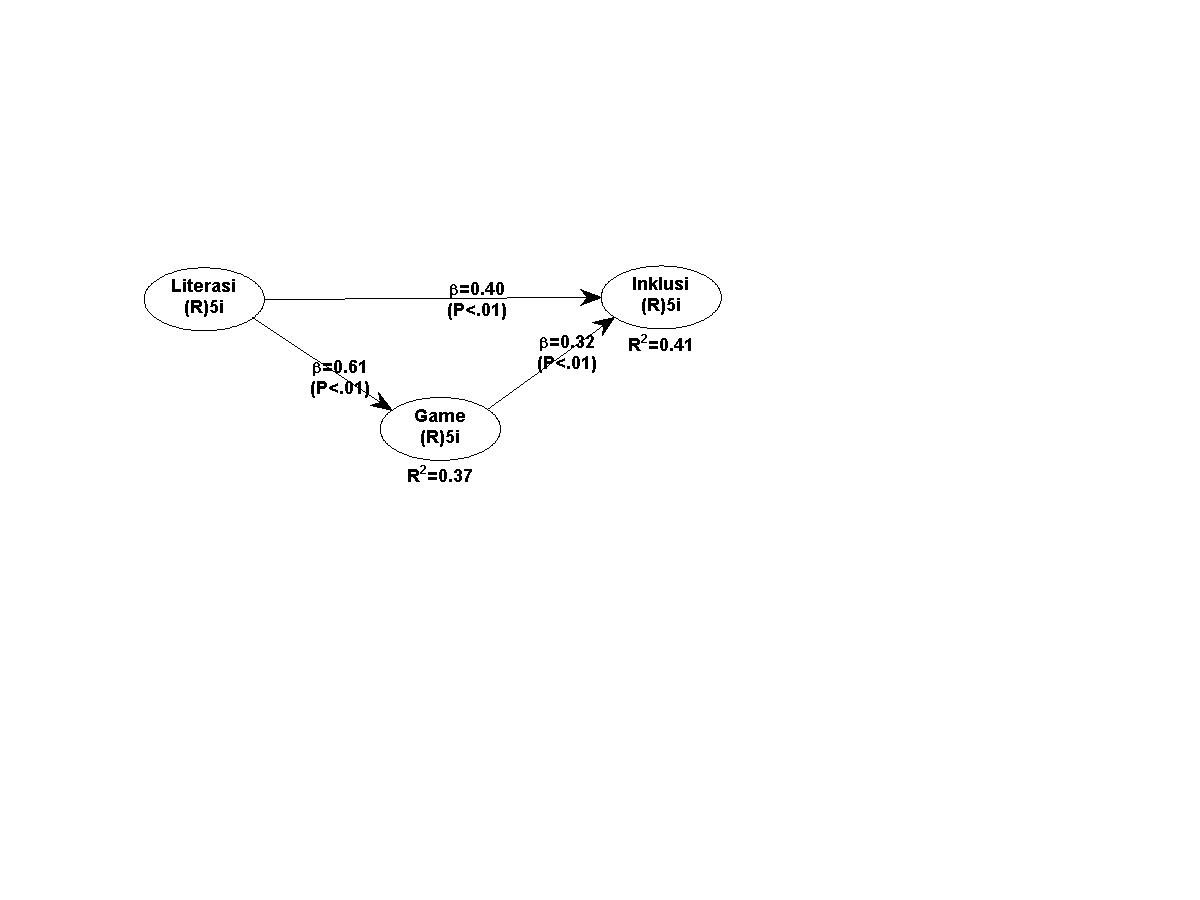 Literasi
(R)5i
β=0.40
(P<.01)
Inklusi
(R)5i
R²=0.41
β=0.32
(P<.01)
β=0.61
(P<.01)
Game
(R)5i
R²=0.37